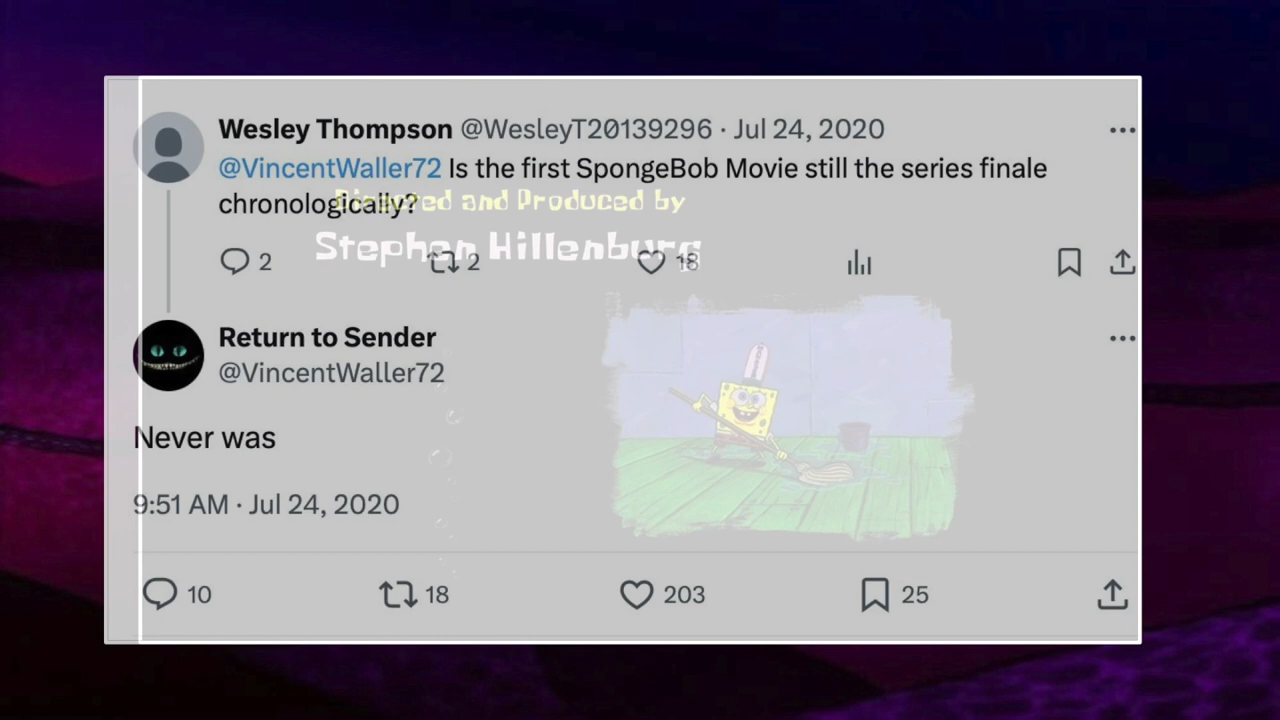 Wesley Thompson @WesleyT20139296 · Jul 24, 2020
@VincentWaller72 Is the first SpongeBob Movie still the series finale
chronologically?
Directed and Produced by
Stephen Hillenburg
2 2 18
Return to Sender
@VincentWaller72
Never was
9:51 AM · Jul 24, 2020
10 18 203 25